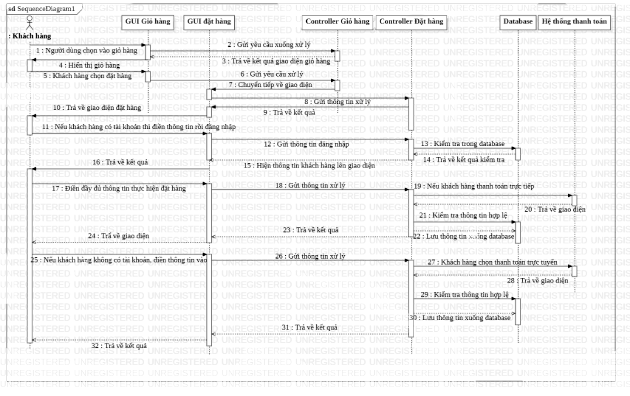 sd SequenceDiagram1
GUI Giỏ hàng
GUI đặt hàng
Controller Giỏ hàng
Controller Đặt hàng
Database
Hệ thống thanh toán
: Khách hàng
1 : Người dùng chọn vào giỏ hàng
2 : Gửi yêu cầu xuống xử lý
3 : Trả về kết quả giao diện giỏ hàng
4 : Hiển thị giỏ hàng
5 : Khách hàng chọn đặt hàng
6 : Gửi yêu cầu xử lý
7 : Chuyển tiếp về giao diện
8 : Gửi thông tin xử lý
9 : Trả về kết quả
10 : Trả về giao diện đặt hàng
11 : Nếu khách hàng có tài khoản thì điền thông tin rồi đăng nhập
12 : Gửi thông tin đăng nhập
13 : Kiểm tra trong database
14 : Trả về kết quả kiểm tra
15 : Hiện thông tin khách hàng lên giao diện
16 : Trả về kết quả
17 : Điền đầy đủ thông tin thực hiện đặt hàng
18 : Gửi thông tin xử lý
19 : Nếu khách hàng thanh toán trực tiếp
20 : Trả về giao diện
21 : Kiểm tra thông tin hợp lệ
22 : Lưu thông tin xuống database
23 : Trả về kết quả
24 : Trả về giao diện
25 : Nếu khách hàng không có tài khoản, điền thông tin vào
26 : Gửi thông tin xử lý
27 : Khách hàng chọn thanh toán trực tuyến
28 : Trả về giao diện
29 : Kiểm tra thông tin hợp lệ
30 : Lưu thông tin xuống database
31 : Trả về kết quả
32 : Trả về kết quả